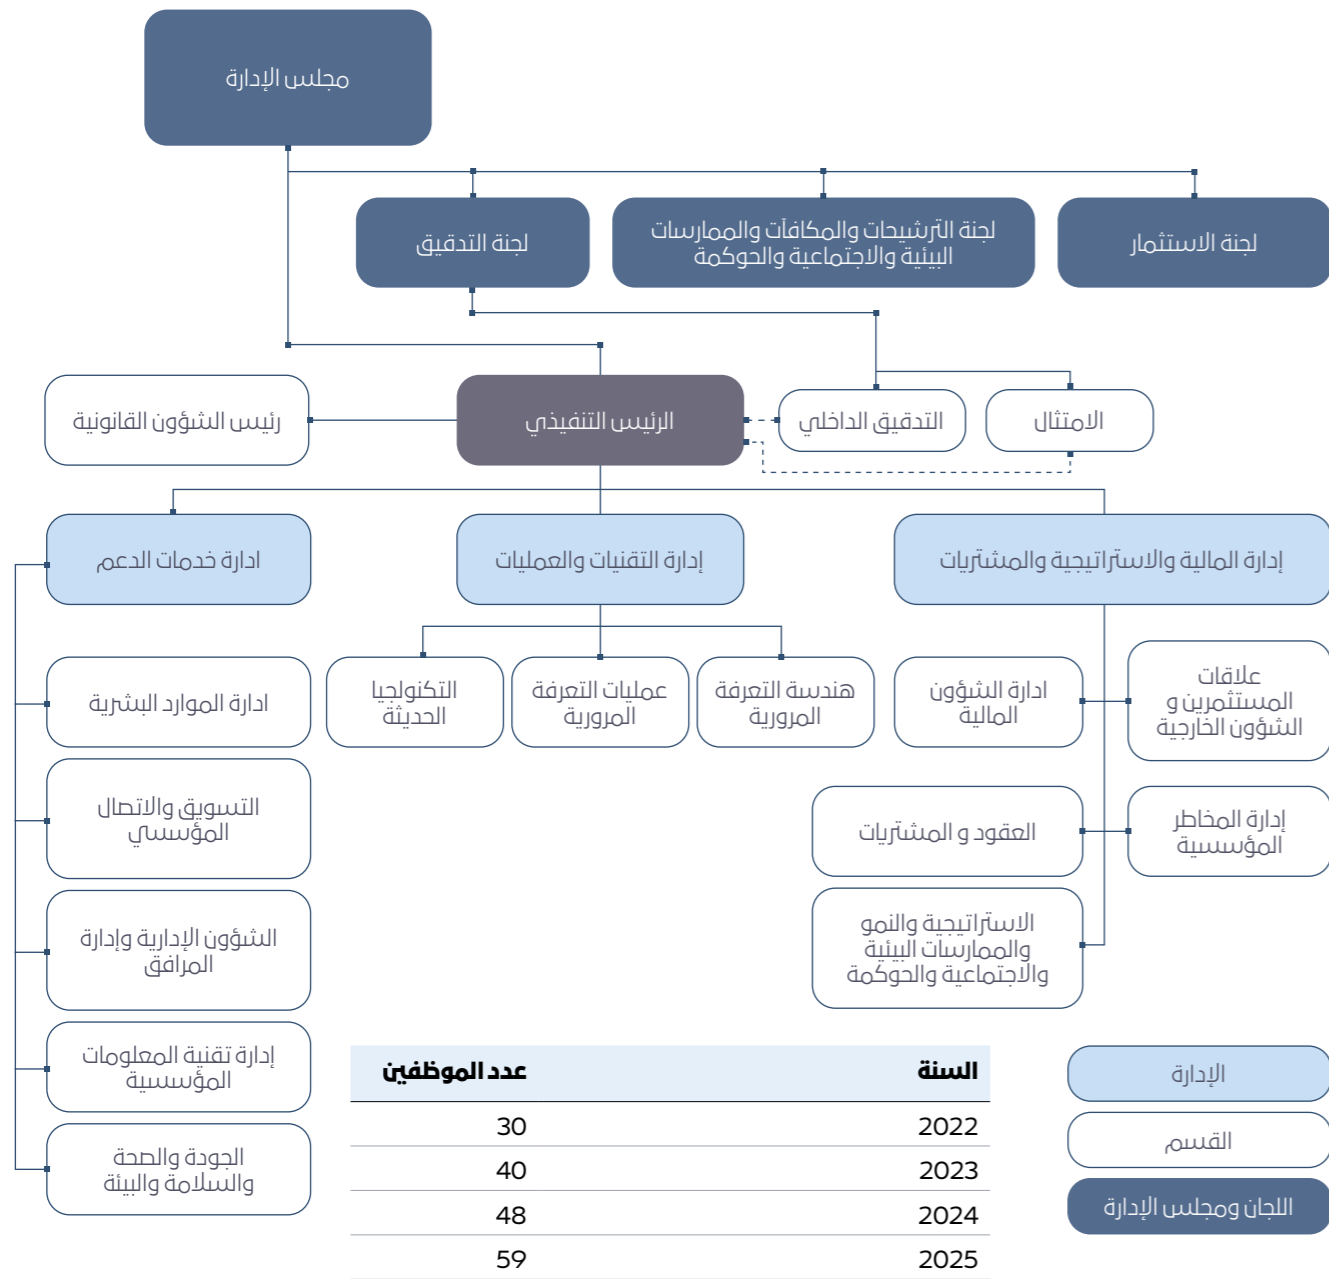 مجلس الإدارة
لجنة الاستثمار
لجنة الترشيحات والمكافآت والممارسات
البيئية والاجتماعية والحوكمة
لجنة التدقيق
الامتثال
التدقيق الداخلي
الرئيس التنفيذي
رئيس الشؤون القانونية
إدارة المالية والاستراتيجية والمشتريات
إدارة التقنيات والعمليات
ادارة خدمات الدعم
علاقات
المستثمرين و
الشؤون الخارجية
ادارة الشؤون
المالية
إدارة المخاطر
المؤسسية
العقود و المشتريات
الاستراتيجية والنمو
والممارسات البيئية
والاجتماعية والحوكمة
هندسة التعرفة
المرورية
عمليات التعرفة
المرورية
التكنولجيا
الحديثة
ادارة الموارد البشرية
التسويق والاتصال
المؤسسي
الشؤون الإدارية وإدارة
المرافق
إدارة تقنية المعلومات
المؤسسية
الجودة والصحة
والسلامة والبيئة
السنة عدد الموظفين
2022 30
2023 40
2024 48
2025 59
الإدارة
القسم
اللجان ومجلس الإدارة